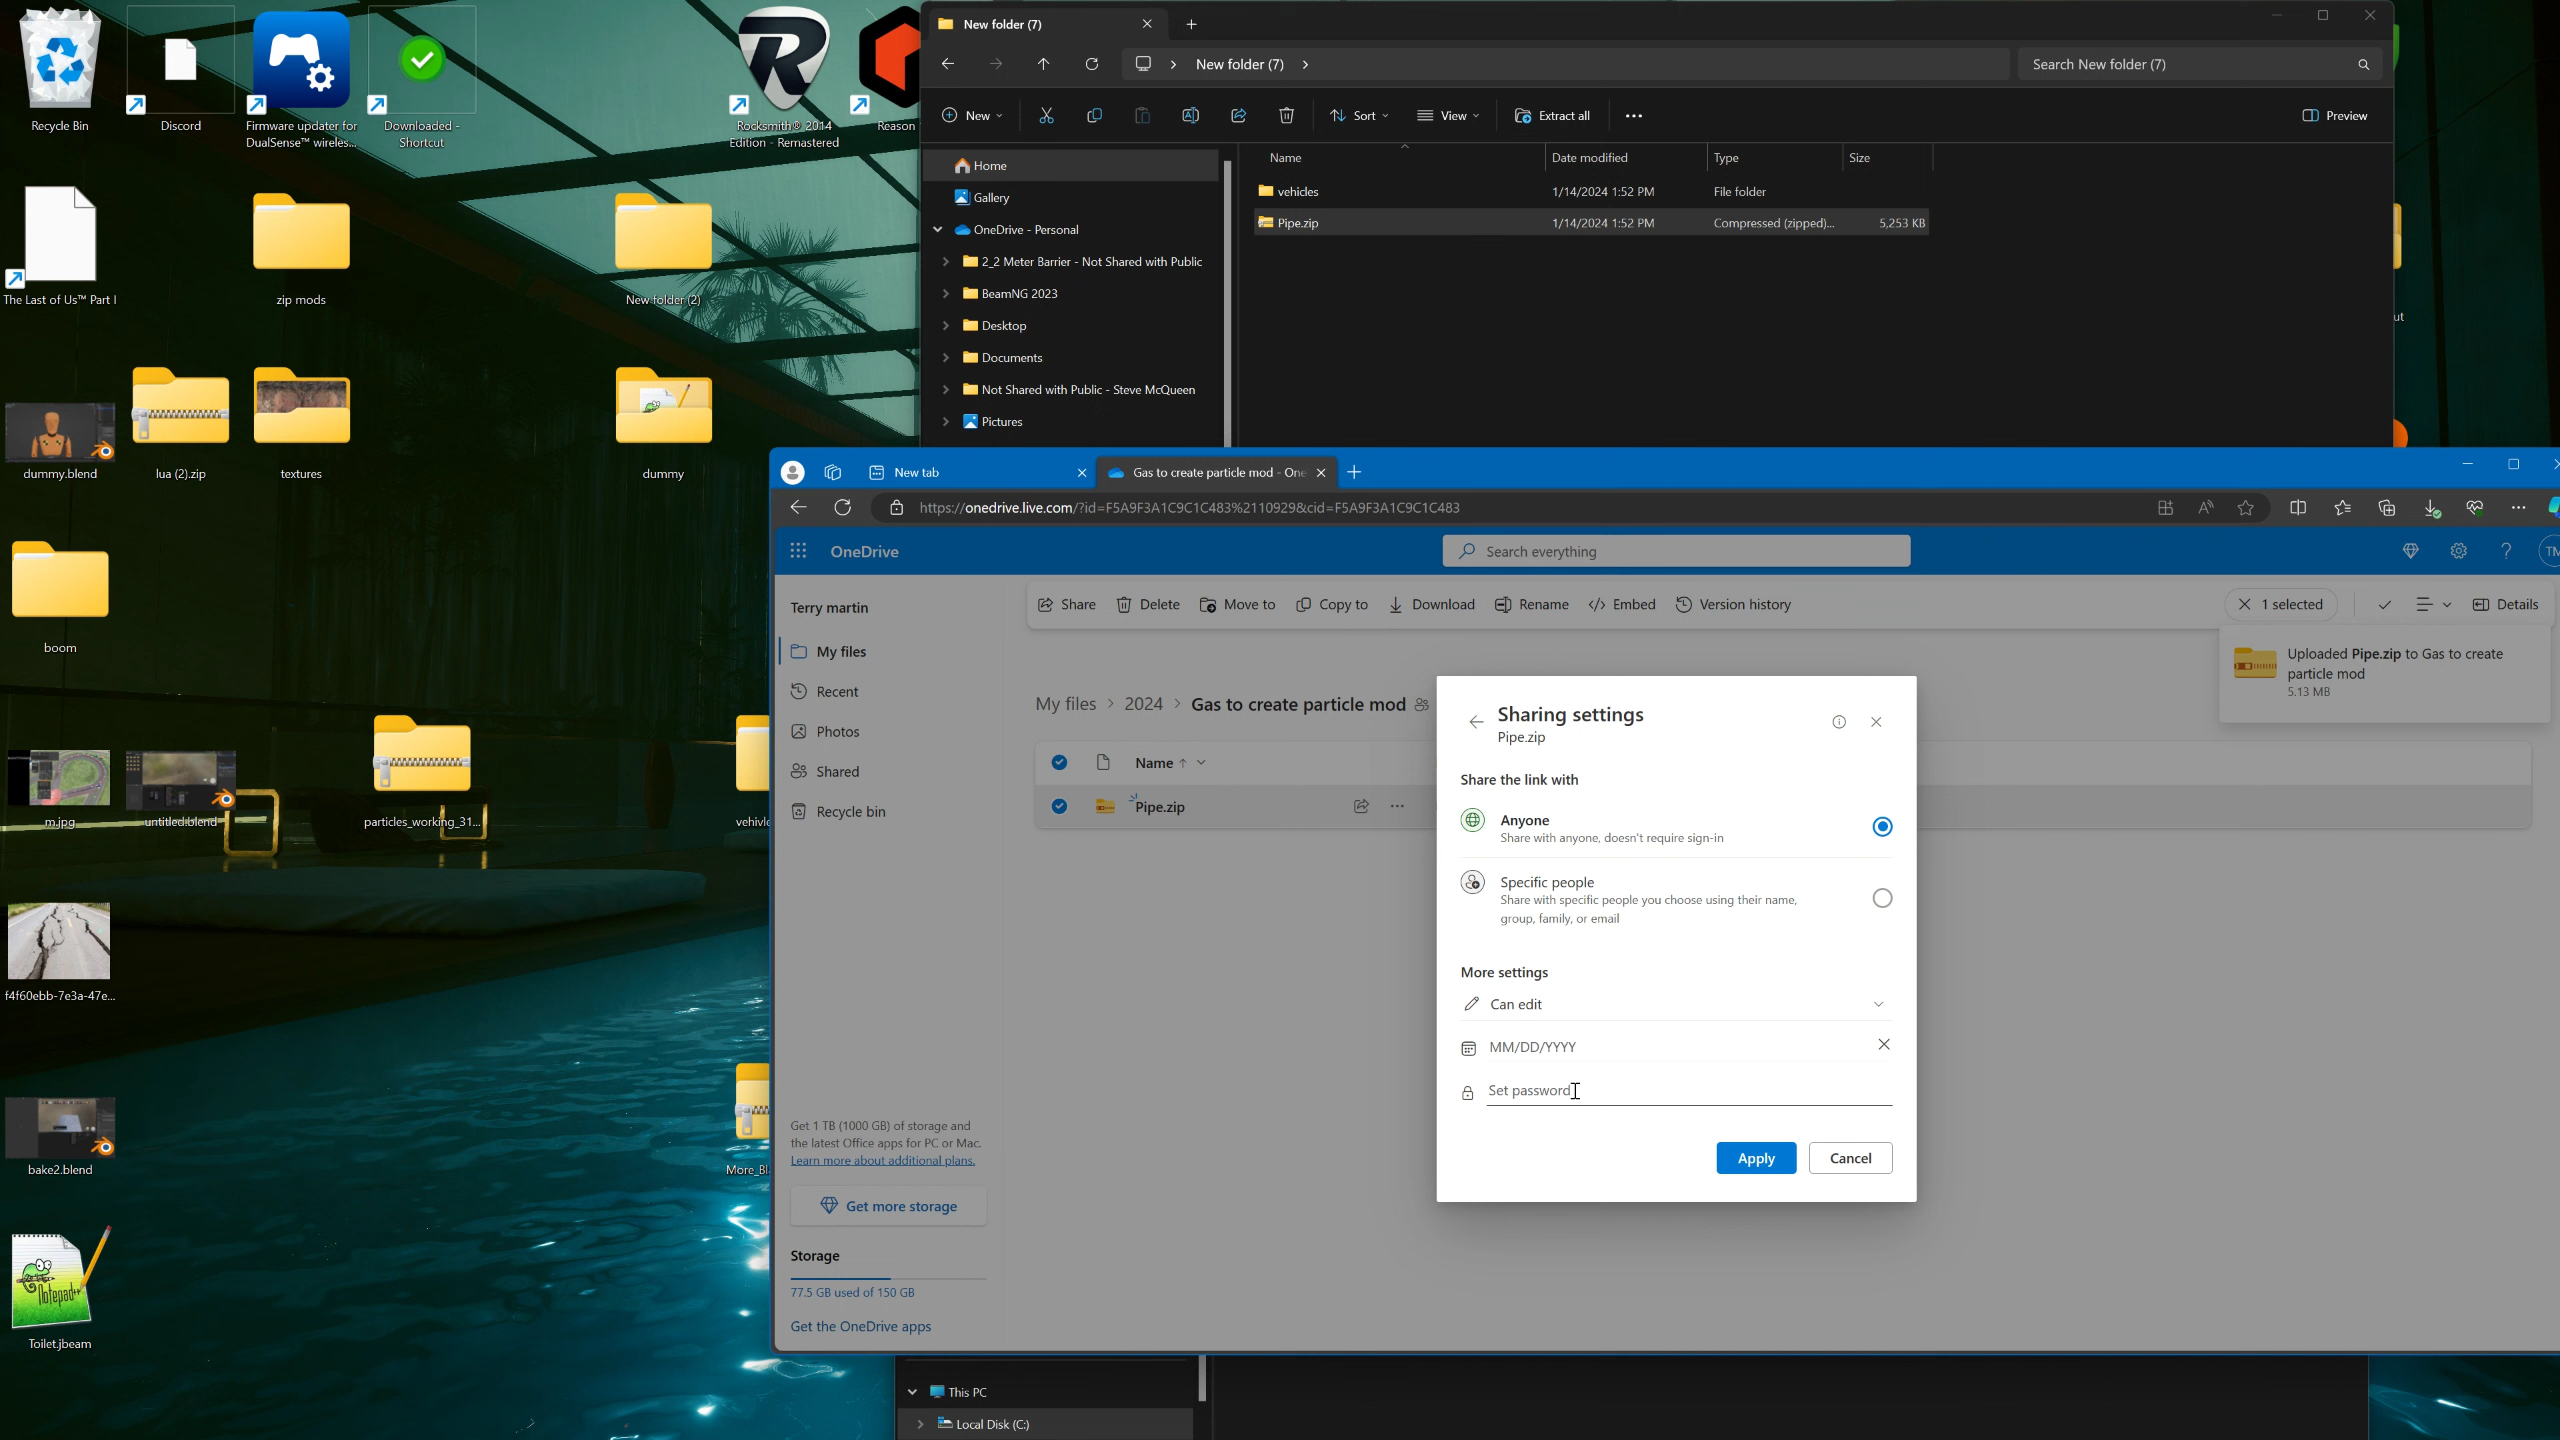 Recycle Bin
Discord
Firmware updater for
DualSense™ wireles...
Downloaded -
Shortcut
Rocksmith® 2014
Edition - Remastered
Reason
The Last of Us™ Part I
zip mods
New folder (2)
dummy.blend
lua (2).zip
textures
dummy
boom
m.jpg
untitled.blend
particles_working_31...
f4f60ebb-7e3a-47e...
bake2.blend
More_Bl
Notepad++
Toilet.jbeam
ut
New folder (7)
New folder (7)
Search New folder (7)
New
Sort
View
Extract all
Preview
Name
Date modified
Type
Size
Home
Gallery
OneDrive - Personal
2_2 Meter Barrier - Not Shared with Public
BeamNG 2023
Desktop
Documents
Not Shared with Public - Steve McQueen
Pictures
vehicles
1/14/2024 1:52 PM
File folder
Pipe.zip
1/14/2024 1:52 PM
Compressed (zipped)...
5,253 KB
New tab
Gas to create particle mod - One
https://onedrive.live.com/?id=F5A9F3A1C9C1C483%2110929&cid=F5A9F3A1C9C1C483
OneDrive
Search everything
TM
Terry martin
My files
Recent
Photos
Shared
Recycle bin
Share
Delete
Move to
Copy to
Download
Rename
Embed
Version history
1 selected
Details
Uploaded Pipe.zip to Gas to create
particle mod
5.13 MB
My files > 2024 > Gas to create particle mod
Name
Pipe.zip
Sharing settings
Pipe.zip
Share the link with
Anyone
Share with anyone, doesn't require sign-in
Specific people
Share with specific people you choose using their name,
group, family, or email
More settings
Can edit
MM/DD/YYYY
Set password
Apply
Cancel
Get 1 TB (1000 GB) of storage and
the latest Office apps for PC or Mac.
Learn more about additional plans.
Get more storage
Storage
77.5 GB used of 150 GB
Get the OneDrive apps
This PC
Local Disk (C:)